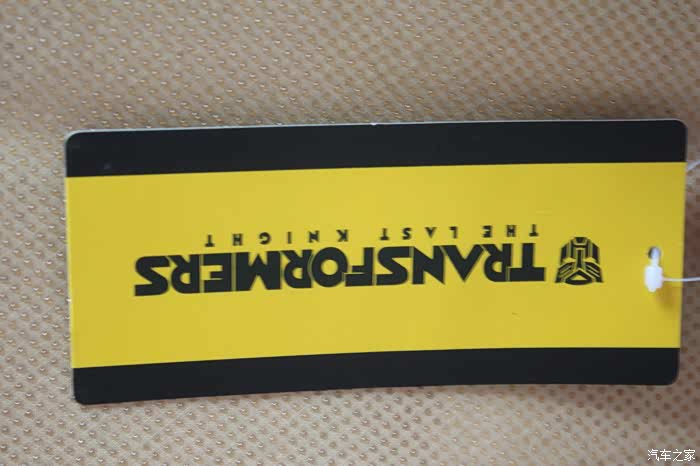 TRANSFORMERS
THE LAST KNIGHT
汽车之家